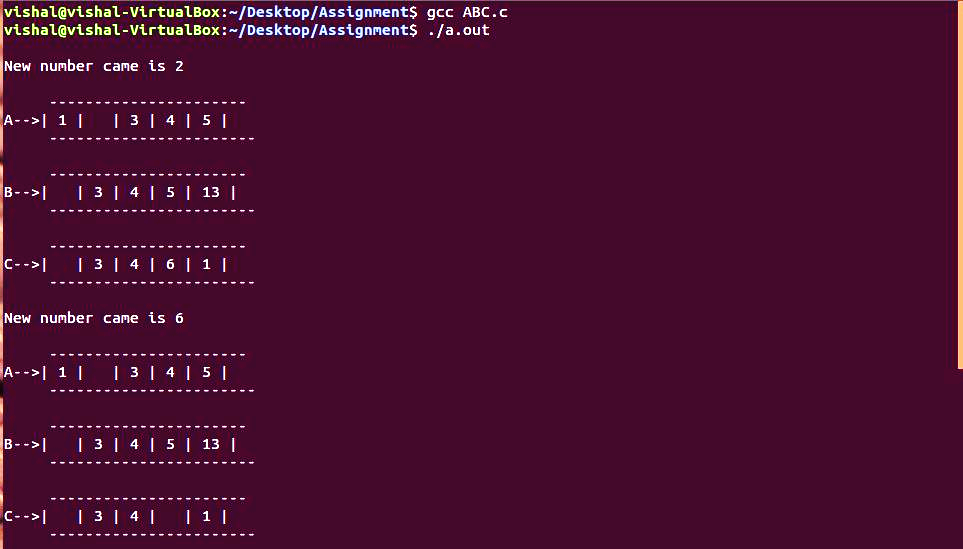 vishal@vishal-VirtualBox:~/Desktop/Assignment$ gcc ABC.c
vishal@vishal-VirtualBox:~/Desktop/Assignment$ ./a.out
New number came is 2
----------------------
A-->| 1 |   | 3 | 4 | 5 |
-----------------------
----------------------
B-->|   | 3 | 4 | 5 | 13 |
-----------------------
----------------------
C-->|   | 3 | 4 | 6 | 1 |
-----------------------
New number came is 6
----------------------
A-->| 1 |   | 3 | 4 | 5 |
-----------------------
----------------------
B-->|   | 3 | 4 | 5 | 13 |
-----------------------
----------------------
C-->|   | 3 | 4 |   | 1 |
-----------------------